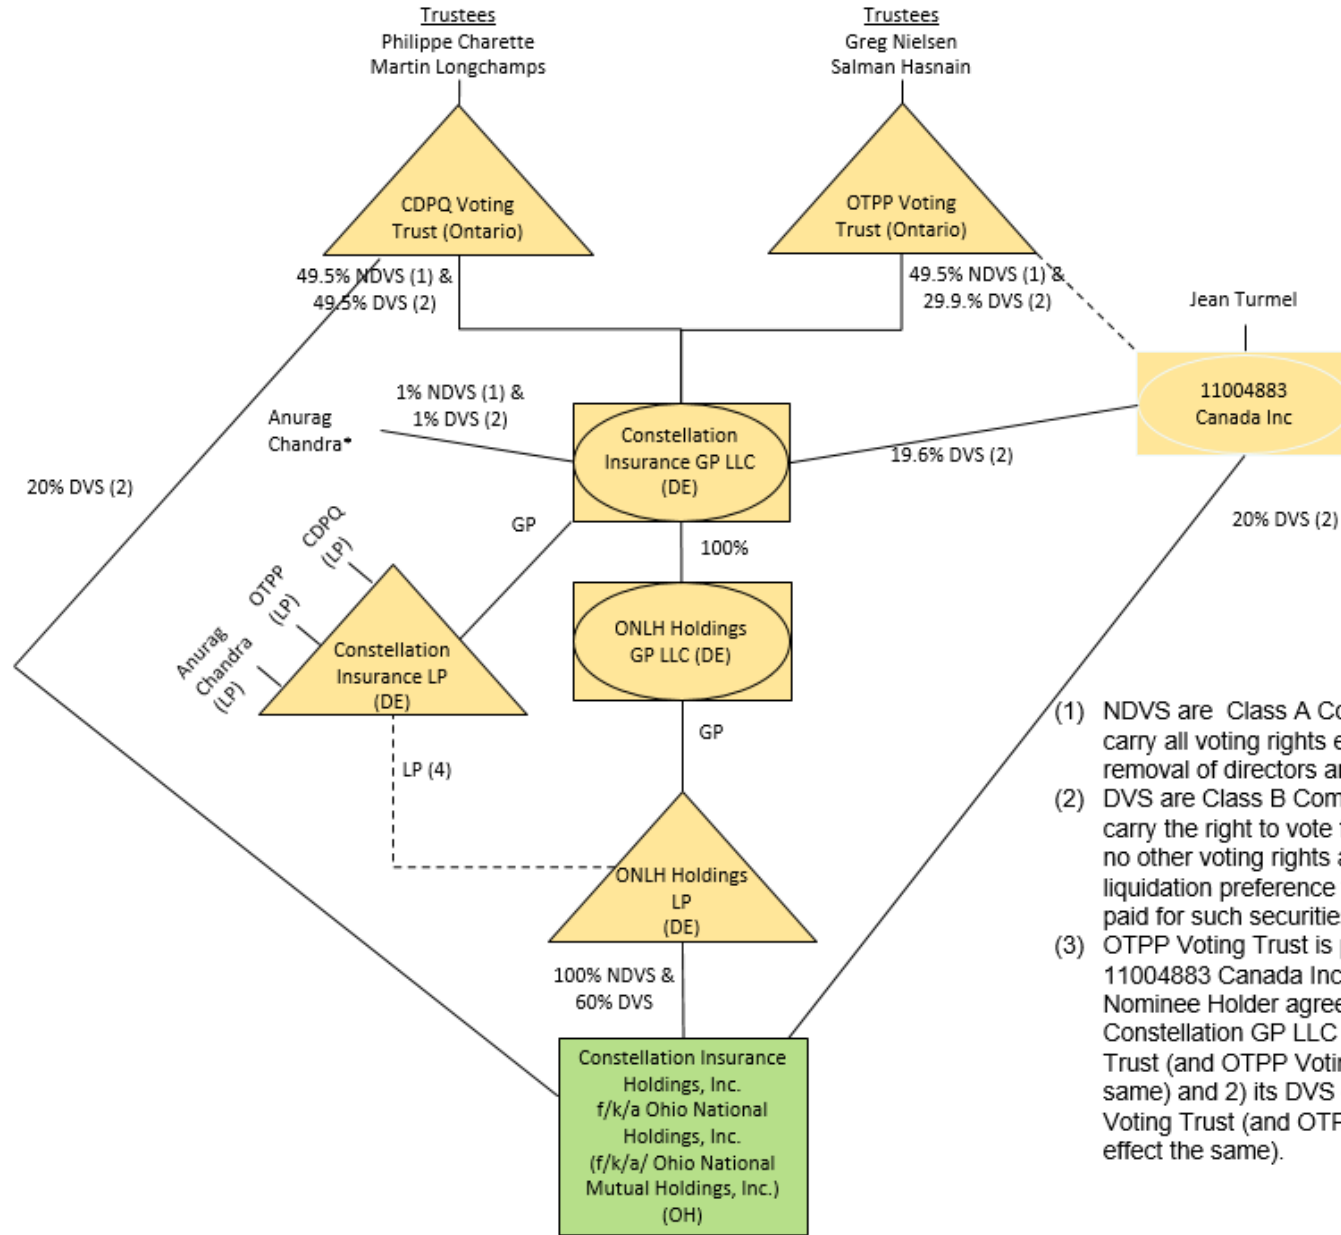 Trustees
Philippe Charette
Martin Longchamps
Trustees
Greg Nielsen
Salman Hasnain
CDPQ Voting
Trust (Ontario)
OTPP Voting
Trust (Ontario)
49.5% NDVS (1) &
49.5% DVS (2)
49.5% NDVS (1) &
29.9.% DVS (2)
Jean Turmel
11004883
Canada Inc
1% NDVS (1) &
1% DVS (2)
Anurag
Chandra*
Constellation
Insurance GP LLC
(DE)
19.6% DVS (2)
20% DVS (2)
20% DVS (2)
GP
100%
CDPQ
(LP)
OTPP
(LP)
Anurag
Chandra
(LP)
Constellation
Insurance LP
(DE)
ONLH Holdings
GP LLC (DE)
GP
LP (4)
ONLH Holdings
LP
(DE)
100% NDVS &
60% DVS
Constellation Insurance
Holdings, Inc.
f/k/a Ohio National
Holdings, Inc.
(f/k/a/ Ohio National
Mutual Holdings, Inc.)
(OH)
(1) NDVS are Class A Co
carry all voting rights e
removal of directors ar
(2) DVS are Class B Com
carry the right to vote
no other voting rights a
liquidation preference
paid for such securities
(3) OTPP Voting Trust is
11004883 Canada Inc
Nominee Holder agree
Constellation GP LLC
Trust (and OTPP Votin
same) and 2) its DVS
Voting Trust (and OTP
effect the same).